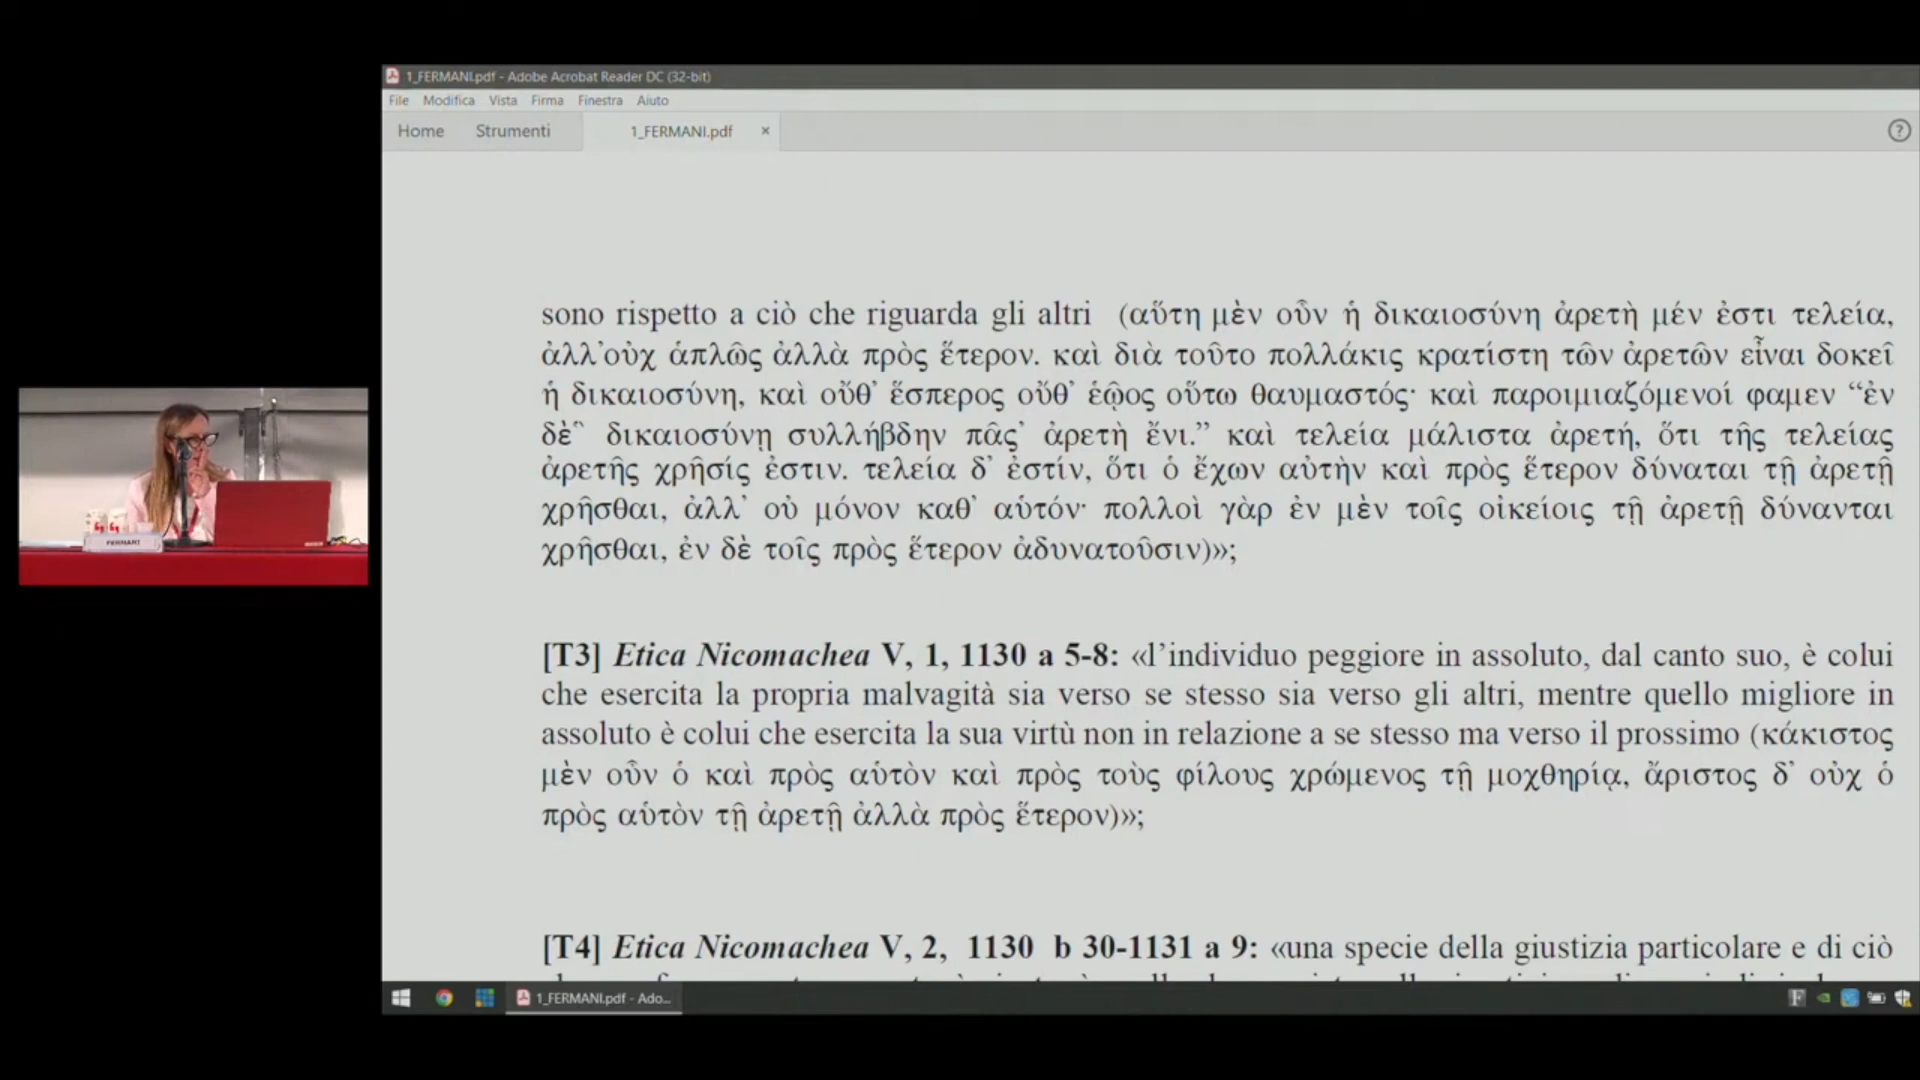 1_FERMANI.pdf - Adobe Acrobat Reader DC (32-bit)
File Modifica Vista Firma Finestra Aiuto
Home Strumenti 1_FERMANI.pdf ×
sono rispetto a ciò che riguarda gli altri (αὕτη μὲν οὖν ἡ δικαιοσύνη ἀρετὴ μέν ἐστι τελεία,
ἀλλ’οὐχ ἁπλῶς ἀλλὰ πρὸς ἕτερον. καὶ διὰ τοῦτο πολλάκις κρατίστη τῶν ἀρετῶν εἶναι δοκεῖ
ἡ δικαιοσύνη, καὶ οὔθ’ ἕσπερος οὔθ’ ἑῷος οὕτω θαυμαστός· καὶ παροιμιαζόμενοί φαμεν “ἐν
δὲ δικαιοσύνῃ συλλήβδην πᾶς’ ἀρετὴ ἔνι.” καὶ τελεία μάλιστα ἀρετή, ὅτι τῆς τελείας
ἀρετῆς χρῆσίς ἐστιν. τελεία δ’ ἐστίν, ὅτι ὁ ἔχων αὐτὴν καὶ πρὸς ἕτερον δύναται τῇ ἀρετῇ
χρῆσθαι, ἀλλ’ οὐ μόνον καθ’ αὑτόν· πολλοὶ γὰρ ἐν μὲν τοῖς οἰκείοις τῇ ἀρετῇ δύνανται
χρῆσθαι, ἐν δὲ τοῖς πρὸς ἕτερον ἀδυνατοῦσιν)»;
[T3] Etica Nicomachea V, 1, 1130 a 5-8: «l’individuo peggiore in assoluto, dal canto suo, è colui
che esercita la propria malvagità sia verso se stesso sia verso gli altri, mentre quello migliore in
assoluto è colui che esercita la sua virtù non in relazione a se stesso ma verso il prossimo (κάκιστος
μὲν οὖν ὁ καὶ πρὸς αὑτὸν καὶ πρὸς τοὺς φίλους χρώμενος τῇ μοχθηρίᾳ, ἄριστος δ’ οὐχ ὁ
πρὸς αὑτὸν τῇ ἀρετῇ ἀλλὰ πρὸς ἕτερον)»;
[T4] Etica Nicomachea V, 2, 1130 b 30-1131 a 9: «una specie della giustizia particolare e di ciò
1_FERMANI.pdf - Ado...
FERMANI